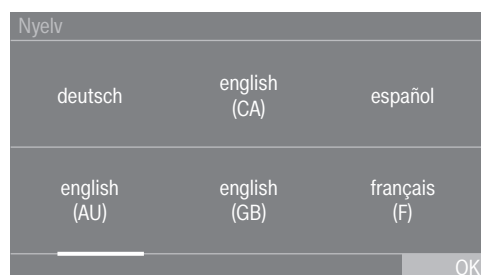 Nyelv
deutsch
english
(CA)
español
english
(AU)
english
(GB)
français
(F)
OK